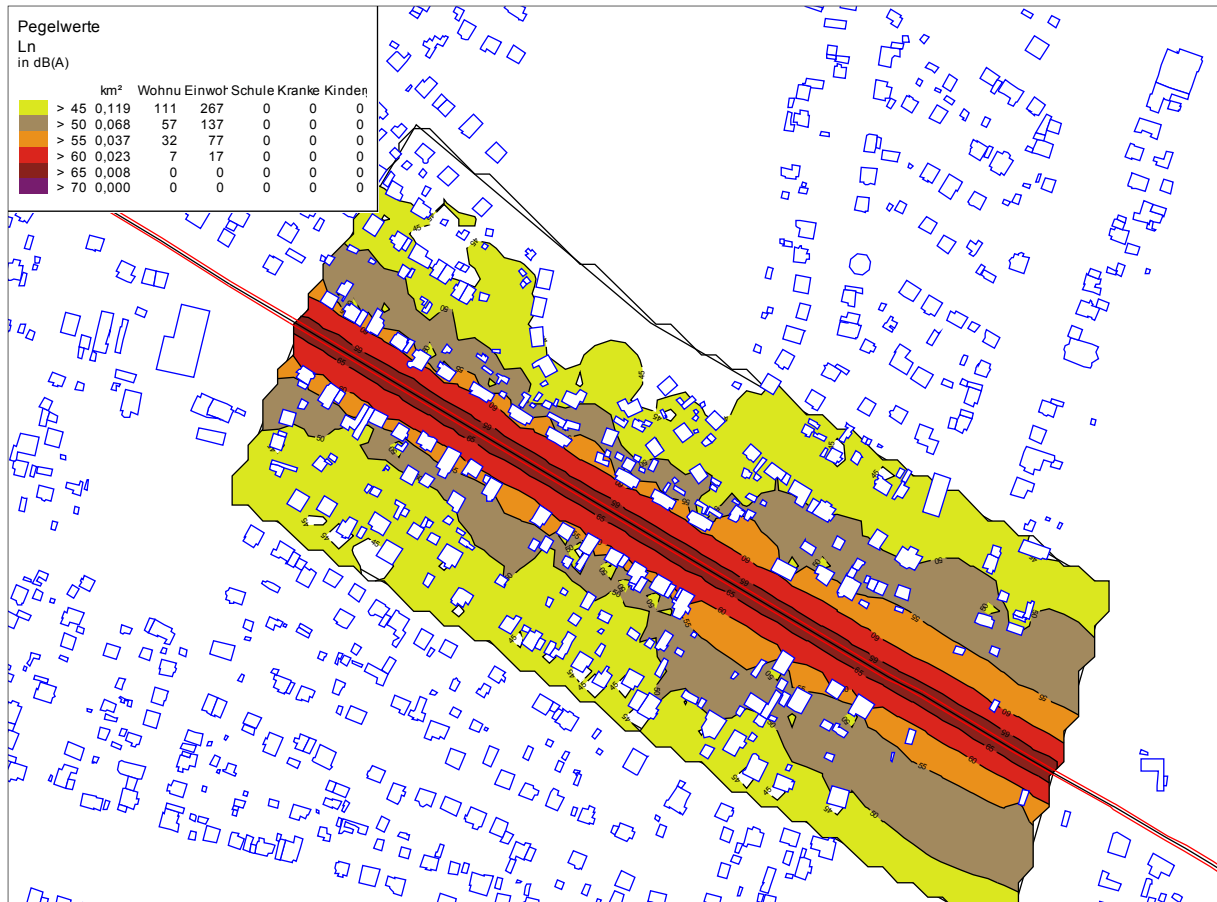 Pegelwerte
Ln
in dB(A)
km² Wohnu Einwoh Schule Kranke Kinder
> 45 0,119 111 267 0 0 0
> 50 0,068 57 137 0 0 0
> 55 0,037 32 77 0 0 0
> 60 0,023 7 17 0 0 0
> 65 0,008 0 0 0 0 0
> 70 0,000 0 0 0 0 0